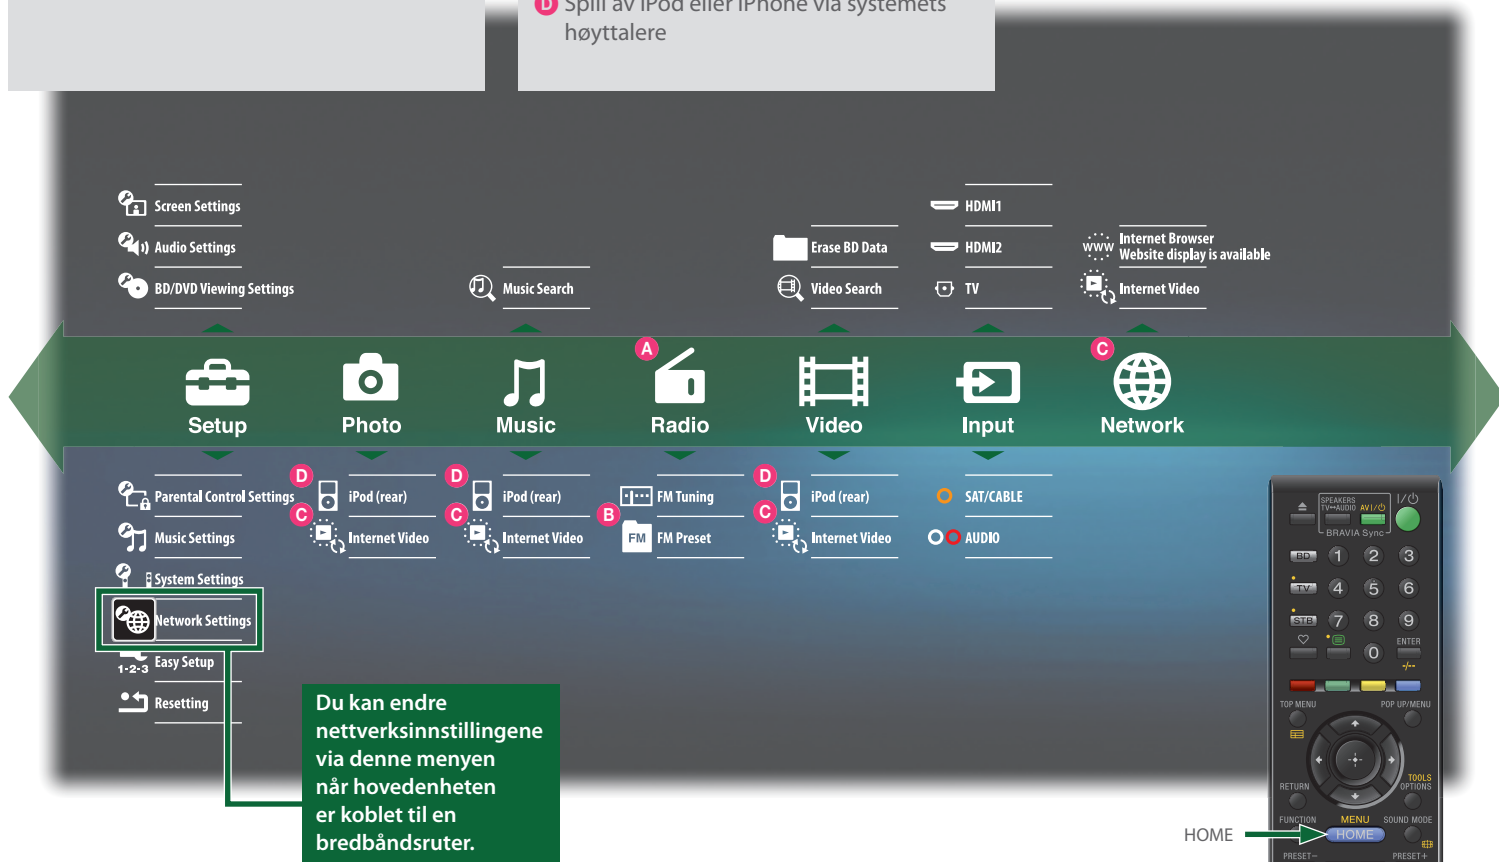 D Spill av iPod eller iPhone via systemets
høyttalere
Screen Settings
Audio Settings
BD/DVD Viewing Settings
Music Search
Erase BD Data
Video Search
HDMI1
HDMI2
TV
www
Internet Browser
Website display is available
Internet Video
A
C
Setup
Photo
Music
Radio
Video
Input
Network
Parental Control Settings
Music Settings
System Settings
Network Settings
1-2-3 Easy Setup
Resetting
D iPod (rear)
C Internet Video
D iPod (rear)
C Internet Video
FM Tuning
B FM FM Preset
D iPod (rear)
C Internet Video
SAT/CABLE
AUDIO
Du kan endre
nettverksinnstillingene
via denne menyen
når hovedenheten
er koblet til en
bredbåndsruter.
SPEAKERS
TV↔AUDIO AV I/⏻ I/⏻
BRAVIA Sync
BD 1 2 3
TV 4 5 6
STB 7 8 9
0 ENTER
-/--
TOP MENU POP UP/MENU
RETURN TOOLS
OPTIONS
FUNCTION MENU SOUND MODE
HOME
HOME
PRESET− PRESET+